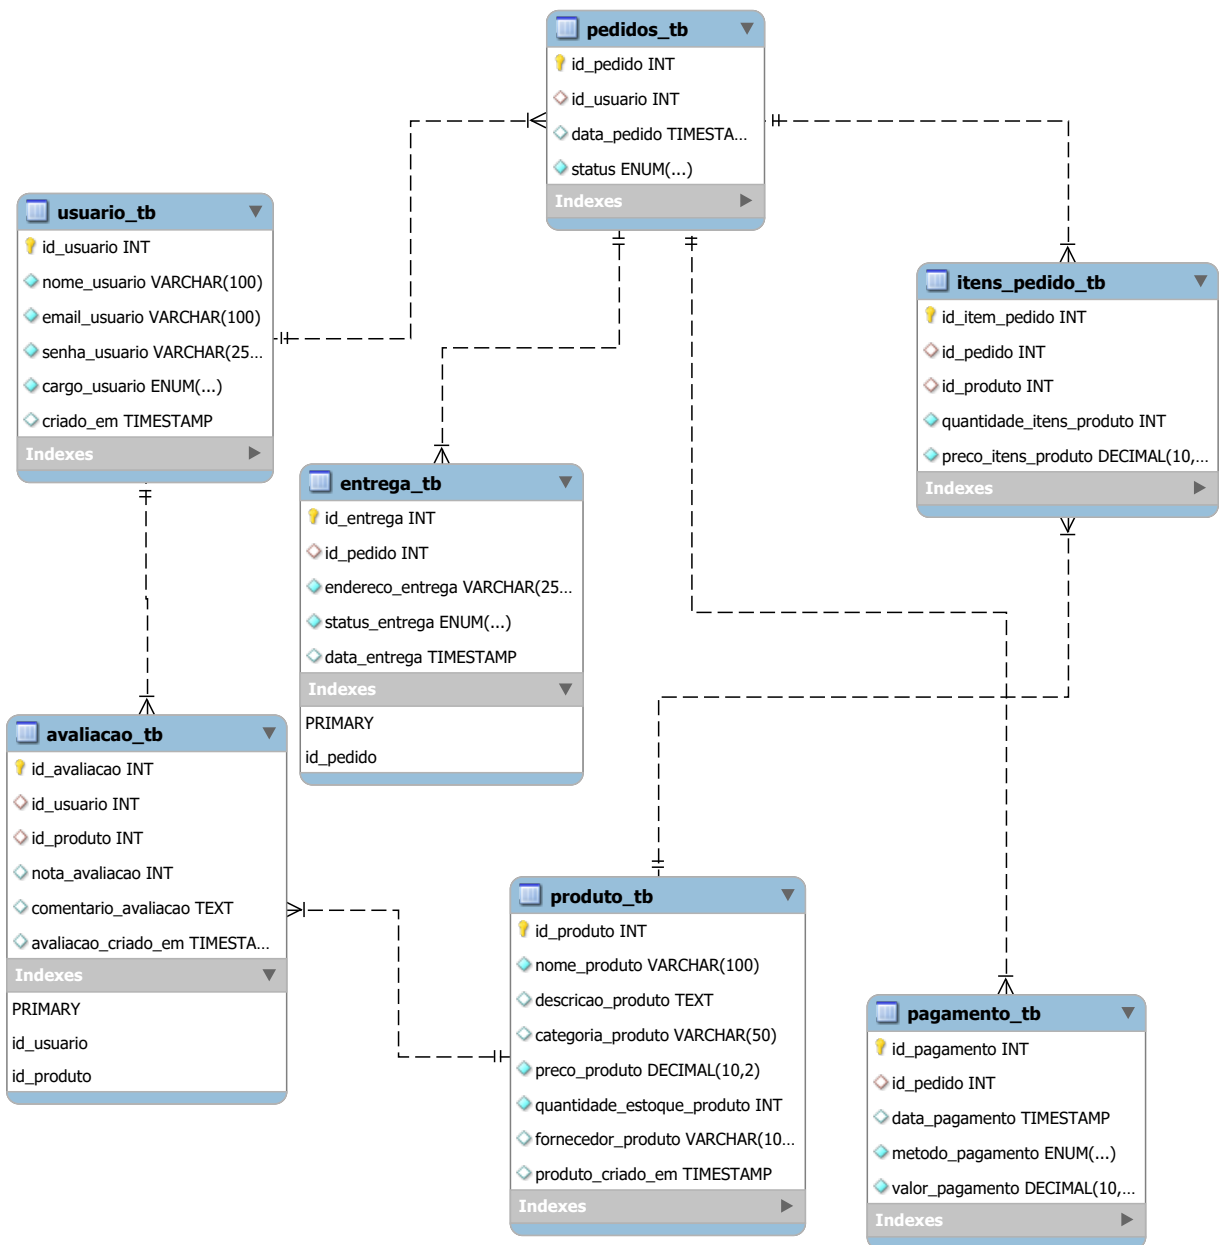 pedidos_tb
id_pedido INT
id_usuario INT
data_pedido TIMESTA...
status ENUM(...)
Indexes
usuario_tb
id_usuario INT
nome_usuario VARCHAR(100)
email_usuario VARCHAR(100)
senha_usuario VARCHAR(25...
cargo_usuario ENUM(...)
criado_em TIMESTAMP
Indexes
itens_pedido_tb
id_item_pedido INT
id_pedido INT
id_produto INT
quantidade_itens_produto INT
preco_itens_produto DECIMAL(10,...
Indexes
entrega_tb
id_entrega INT
id_pedido INT
endereco_entrega VARCHAR(25...
status_entrega ENUM(...)
data_entrega TIMESTAMP
Indexes
PRIMARY
id_pedido
avaliacao_tb
id_avaliacao INT
id_usuario INT
id_produto INT
nota_avaliacao INT
comentario_avaliacao TEXT
avaliacao_criado_em TIMESTA...
Indexes
PRIMARY
id_usuario
id_produto
produto_tb
id_produto INT
nome_produto VARCHAR(100)
descricao_produto TEXT
categoria_produto VARCHAR(50)
preco_produto DECIMAL(10,2)
quantidade_estoque_produto INT
fornecedor_produto VARCHAR(10...
produto_criado_em TIMESTAMP
Indexes
pagamento_tb
id_pagamento INT
id_pedido INT
data_pagamento TIMESTAMP
metodo_pagamento ENUM(...)
valor_pagamento DECIMAL(10,...
Indexes